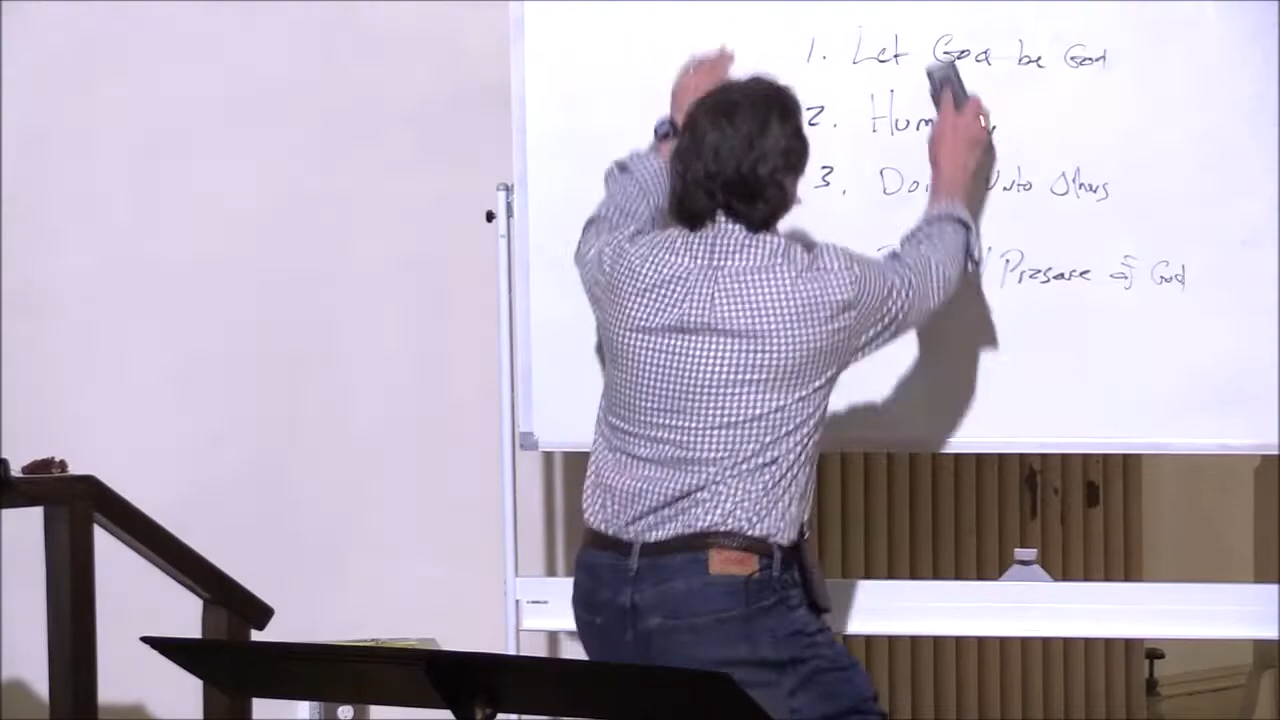 1. Let God be God
2. Hum
3. Do Unto Others
Presence of God